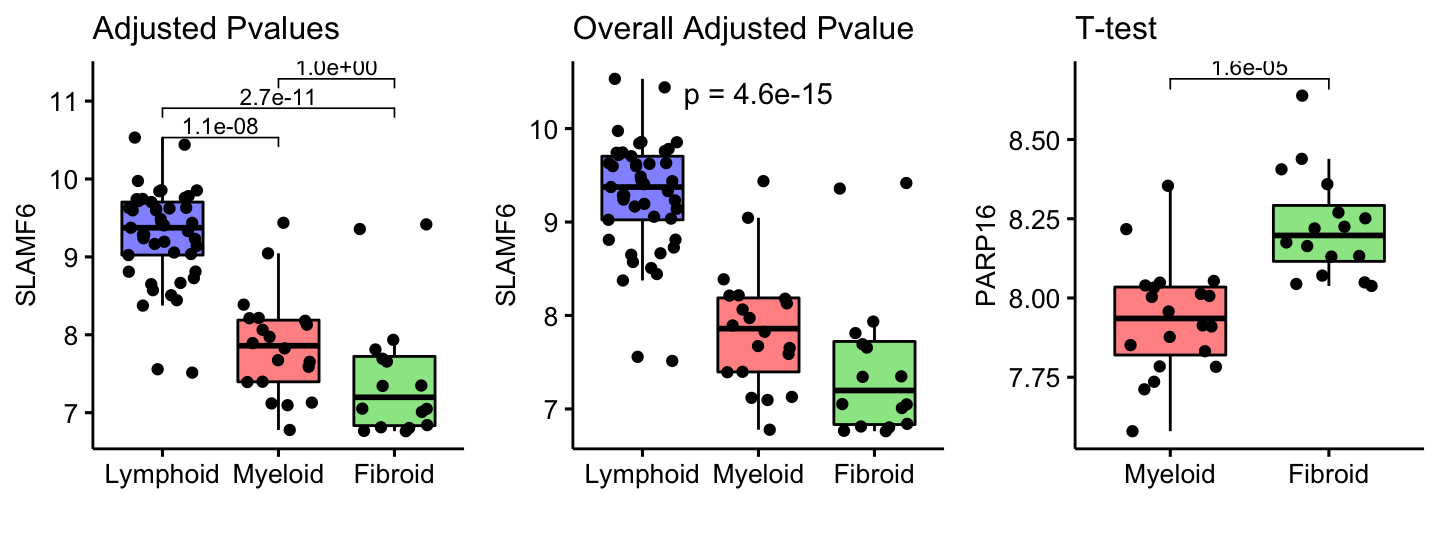 Adjusted Pvalues
SLAMF6
11
10
9
8
7
1.0e+00
2.7e-11
1.1e-08
Lymphoid Myeloid Fibroid
Overall Adjusted Pvalue
SLAMF6
10
9
8
7
p = 4.6e-15
Lymphoid Myeloid Fibroid
T-test
PARP16
8.50
8.25
8.00
7.75
1.6e-05
Myeloid Fibroid